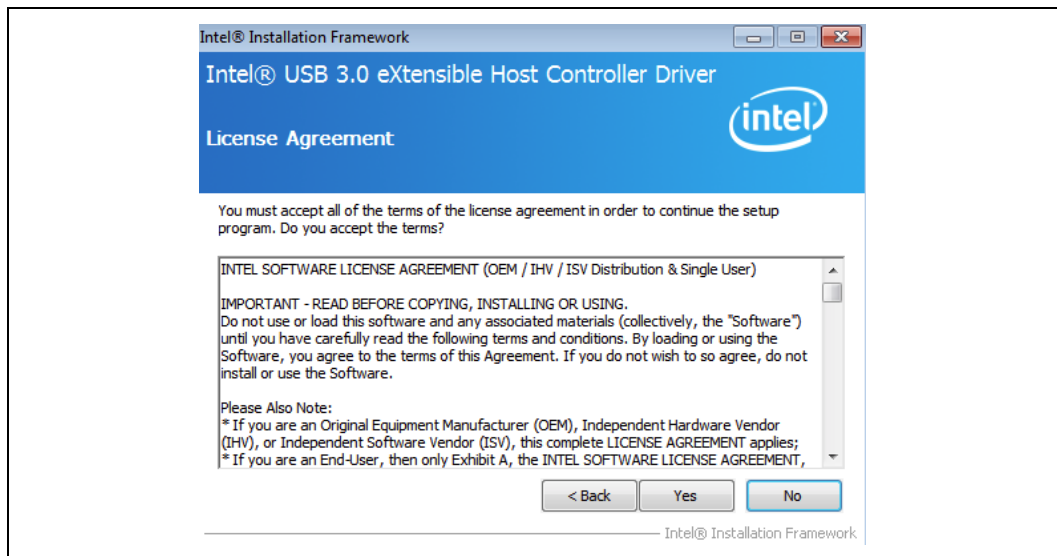 Intel® Installation Framework
Intel® USB 3.0 eXtensible Host Controller Driver
intel
License Agreement
You must accept all of the terms of the license agreement in order to continue the setup
program. Do you accept the terms?
INTEL SOFTWARE LICENSE AGREEMENT (OEM / IHV / ISV Distribution & Single User)
IMPORTANT - READ BEFORE COPYING, INSTALLING OR USING.
Do not use or load this software and any associated materials (collectively, the "Software")
until you have carefully read the following terms and conditions. By loading or using the
Software, you agree to the terms of this Agreement. If you do not wish to so agree, do not
install or use the Software.
Please Also Note:
* If you are an Original Equipment Manufacturer (OEM), Independent Hardware Vendor
(IHV), or Independent Software Vendor (ISV), this complete LICENSE AGREEMENT applies;
* If you are an End-User, then only Exhibit A, the INTEL SOFTWARE LICENSE AGREEMENT,
< Back Yes No
Intel® Installation Framework